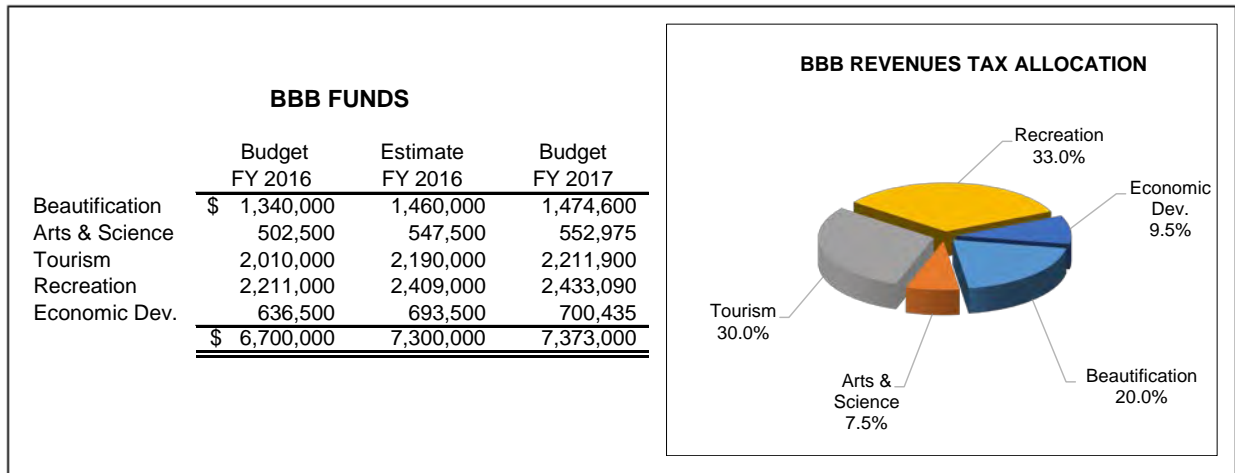 BBB FUNDS
Budget Estimate Budget
FY 2016 FY 2016 FY 2017
Beautification $ 1,340,000 1,460,000 1,474,600
Arts & Science 502,500 547,500 552,975
Tourism 2,010,000 2,190,000 2,211,900
Recreation 2,211,000 2,409,000 2,433,090
Economic Dev. 636,500 693,500 700,435
$ 6,700,000 7,300,000 7,373,000
BBB REVENUES TAX ALLOCATION
Recreation
33.0%
Economic
Dev.
9.5%
Tourism
30.0%
Arts &
Science
7.5%
Beautification
20.0%